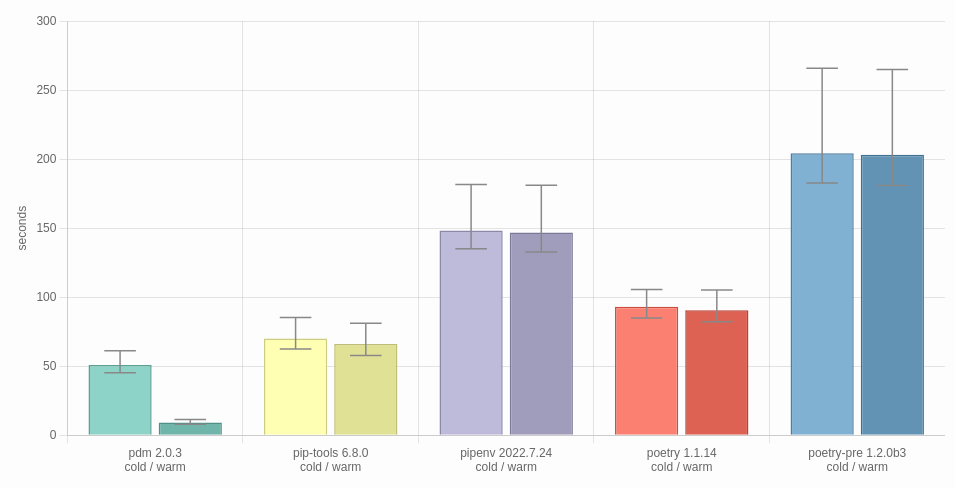 300
250
200
150
100
50
0
seconds
pdm 2.0.3
cold / warm
pip-tools 6.8.0
cold / warm
pipenv 2022.7.24
cold / warm
poetry 1.1.14
cold / warm
poetry-pre 1.2.0b3
cold / warm